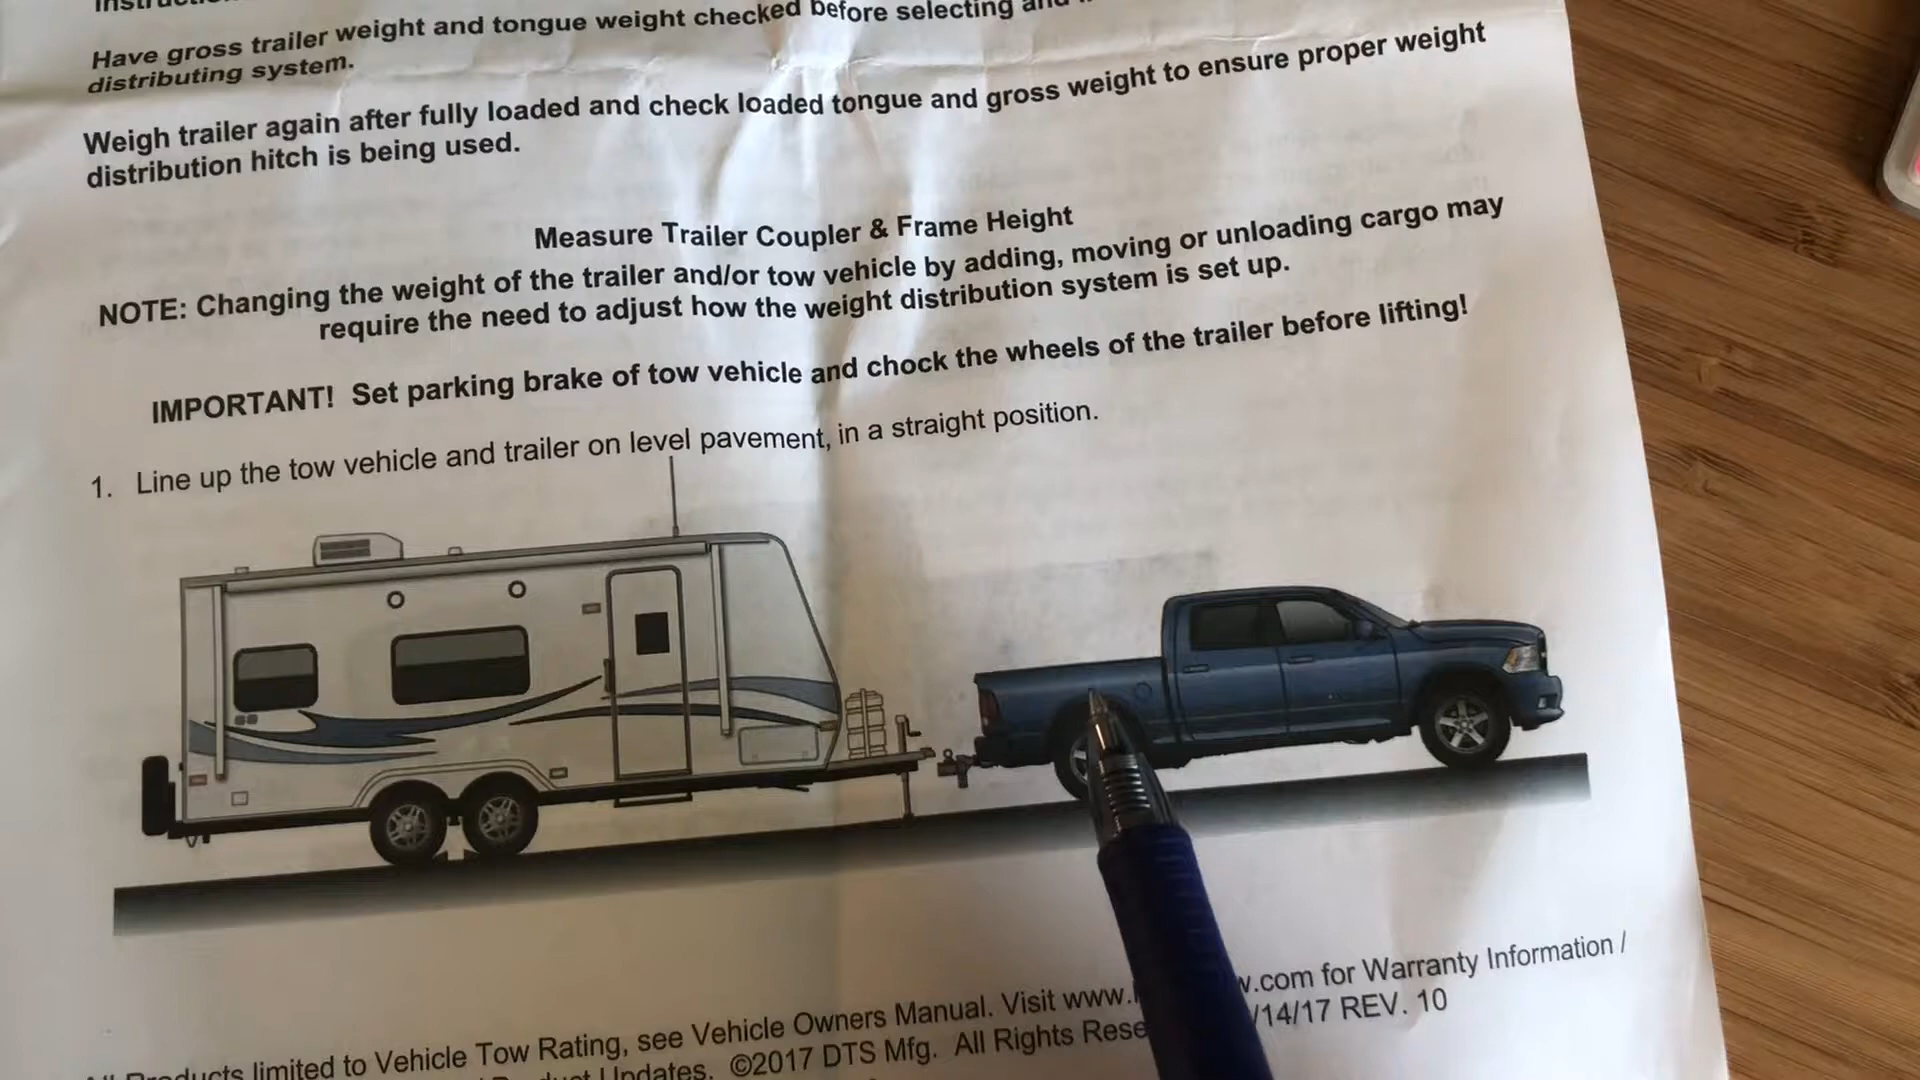 Have gross trailer weight and tongue weight checked before selecting and
distributing system.
Weigh trailer again after fully loaded and check loaded tongue and gross weight to ensure proper weight
distribution hitch is being used.
Measure Trailer Coupler & Frame Height
NOTE: Changing the weight of the trailer and/or tow vehicle by adding, moving or unloading cargo may
require the need to adjust how the weight distribution system is set up.
IMPORTANT! Set parking brake of tow vehicle and chock the wheels of the trailer before lifting!
1. Line up the tow vehicle and trailer on level pavement, in a straight position.
Products limited to Vehicle Tow Rating, see Vehicle Owners Manual. Visit www. w.com for Warranty Information /
Updates. ©2017 DTS Mfg. All Rights Rese /14/17 REV. 10